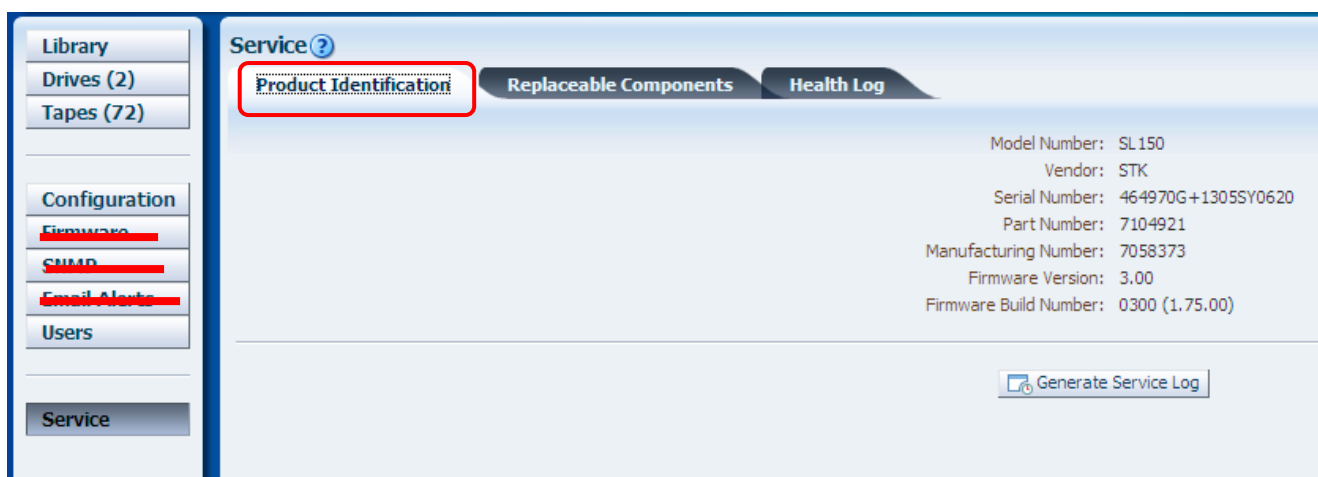 Library
Drives (2)
Tapes (72)
Configuration
Firmware
SNMP
Email Alerts
Users
Service
Service?
Product Identification
Replaceable Components
Health Log
Model Number: SL150
Vendor: STK
Serial Number: 464970G+1305SY0620
Part Number: 7104921
Manufacturing Number: 7058373
Firmware Version: 3.00
Firmware Build Number: 0300 (1.75.00)
Generate Service Log